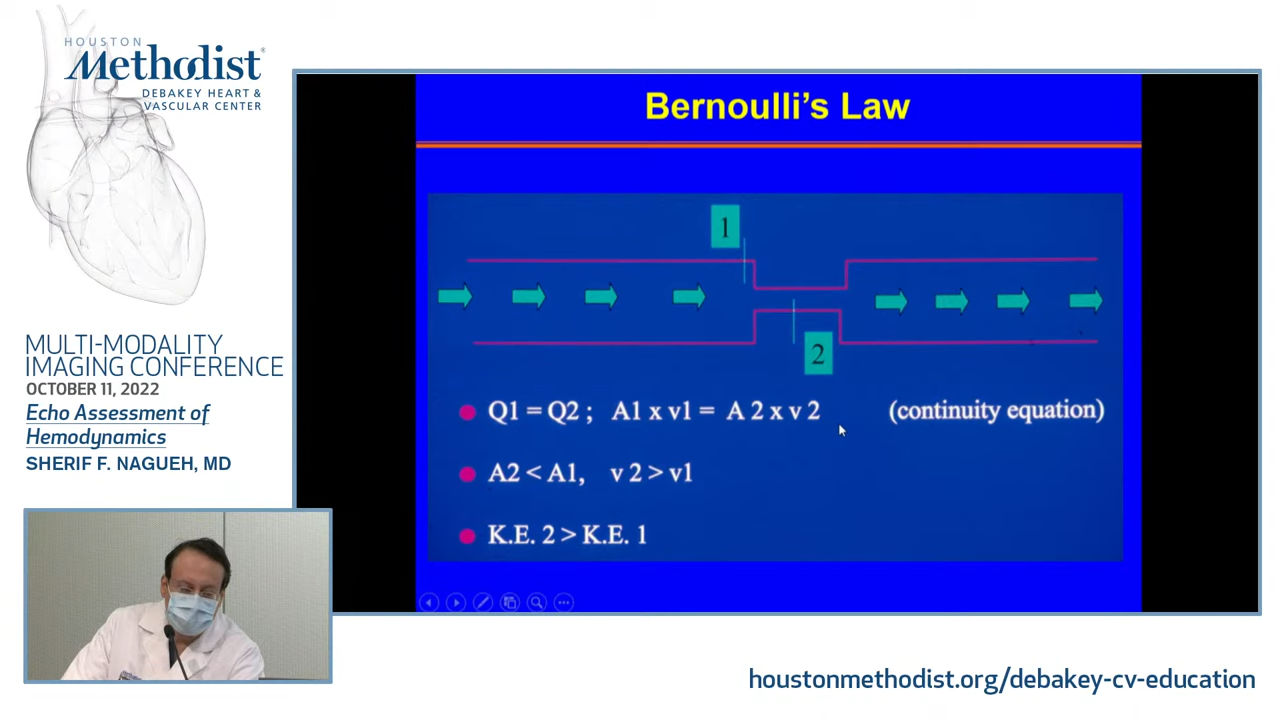 HOUSTON
Methodist®
DEBAKEY HEART &
VASCULAR CENTER
MULTI-MODALITY
IMAGING CONFERENCE
OCTOBER 11, 2022
Echo Assessment of
Hemodynamics
SHERIF F. NAGUEH, MD
Bernoulli's Law
1
2
Q1 = Q2 ; A1 x v1 = A 2 x v 2 (continuity equation)
A2 < A1, v 2 > v1
K.E. 2 > K.E. 1
houstonmethodist.org/debakey-cv-education